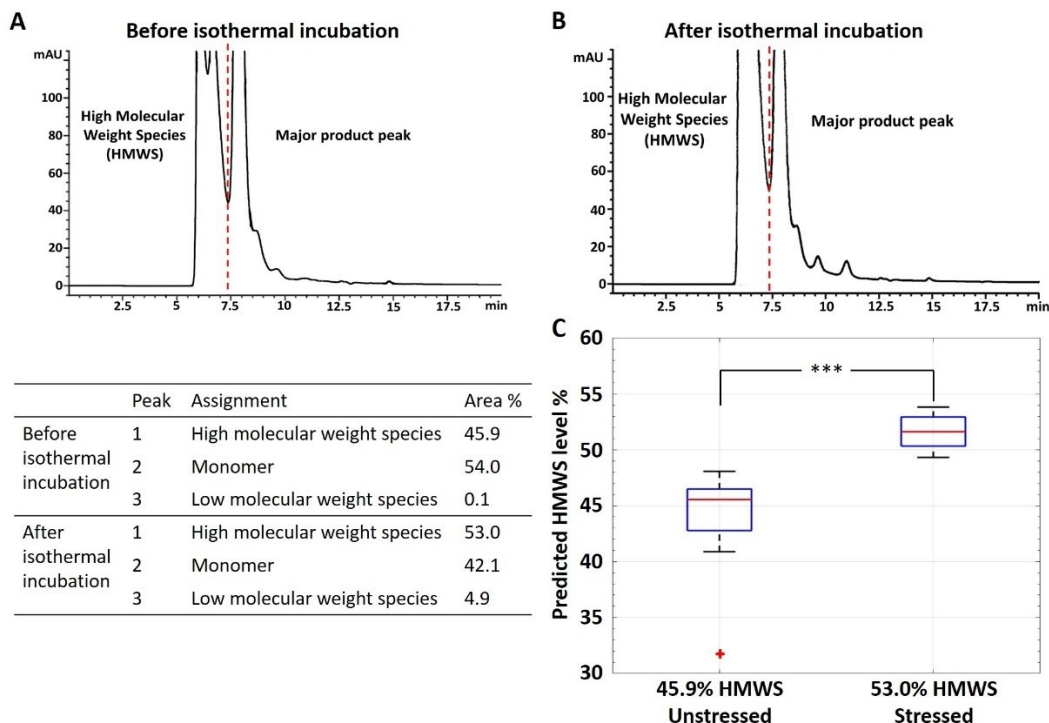 A
Before isothermal incubation
mAU
100
80
60
40
20
0
High Molecular
Weight Species
(HMWS)
Major product peak
2.5 5 7.5 10 12.5 15 17.5 min
B
After isothermal incubation
mAU
100
80
60
40
20
0
High Molecular
Weight Species
(HMWS)
Major product peak
2.5 5 7.5 10 12.5 15 17.5 min
Peak Assignment Area %
Before isothermal incubation 1 High molecular weight species 45.9
2 Monomer 54.0
3 Low molecular weight species 0.1
After isothermal incubation 1 High molecular weight species 53.0
2 Monomer 42.1
3 Low molecular weight species 4.9
C
Predicted HMWS level %
60
55
50
45
40
35
30
***
45.9% HMWS 53.0% HMWS
Unstressed Stressed